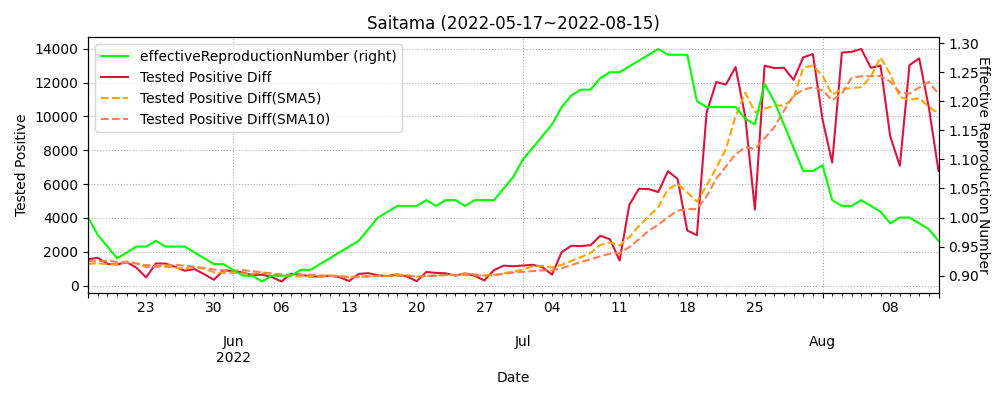 Saitama (2022-05-17~2022-08-15)
effectiveReproductionNumber (right)
Tested Positive Diff
Tested Positive Diff(SMA5)
Tested Positive Diff(SMA10)
Tested Positive
14000
12000
10000
8000
6000
4000
2000
0
1.30
1.25
1.20
1.15
1.10
1.05
1.00
0.95
0.90
Effective Reproduction Number
23 30 06 13 20 27 04 11 18 25 08
Jun Jul Aug
2022
Date